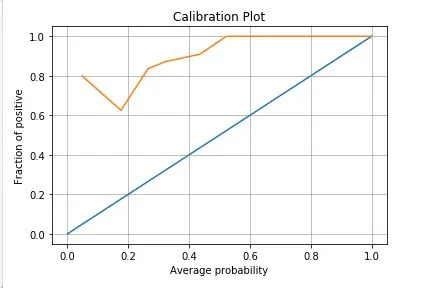 Calibration Plot
1.0
0.8
0.6
0.4
0.2
0.0
Fraction of positive
0.0 0.2 0.4 0.6 0.8 1.0
Average probability